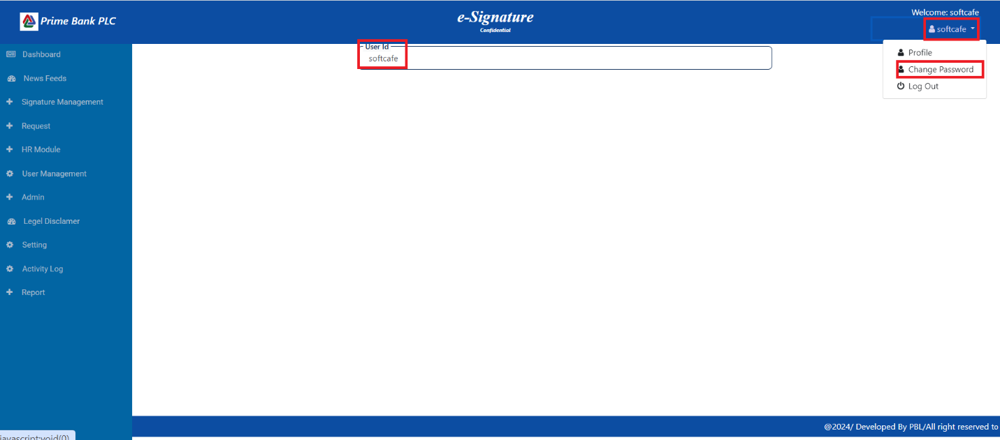 Prime Bank PLC
e-Signature
Confidential
Welcome: softcafe
softcafe
Profile
Change Password
Log Out
User Id
softcafe
Dashboard
News Feeds
Signature Management
Request
HR Module
User Management
Admin
Legel Disclamer
Setting
Activity Log
Report
@2024/ Developed By PBL/All right reserved to
javascript:void(0)